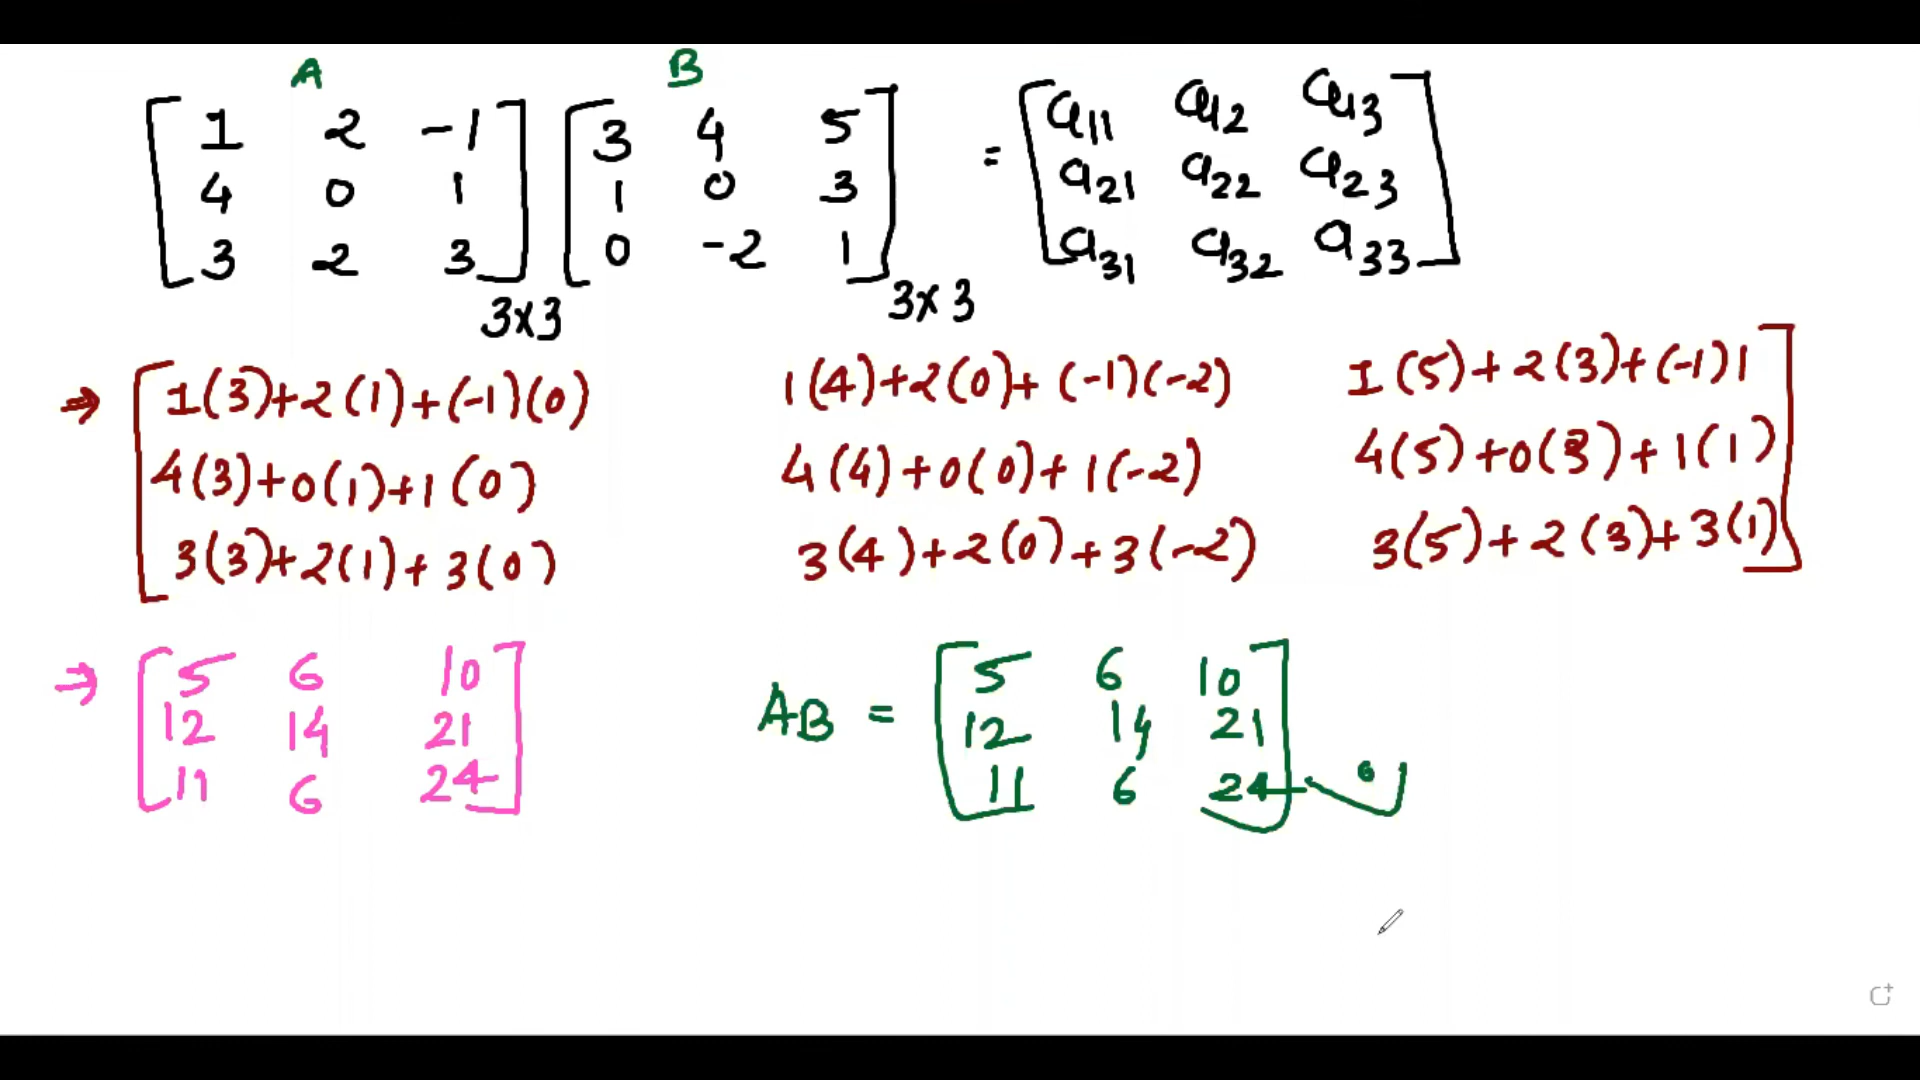 A B
[1 2 -1] [3 4 5] = [a11 a12 a13]
[4 0 1] [1 0 3] [a21 a22 a23]
[3 2 3] [0 -2 1] [a31 a32 a33]
3x3 3x3
⇒ [1(3)+2(1)+(-1)(0) 1(4)+2(0)+(-1)(-2) 1(5)+2(3)+(-1)1]
[4(3)+0(1)+1(0) 4(4)+0(0)+1(-2) 4(5)+0(3)+1(1)]
[3(3)+2(1)+3(0) 3(4)+2(0)+3(-2) 3(5)+2(3)+3(1)]
⇒ [5 6 10]
[12 14 21]
[11 6 24]
AB = [5 6 10]
[12 14 21]
[11 6 24]